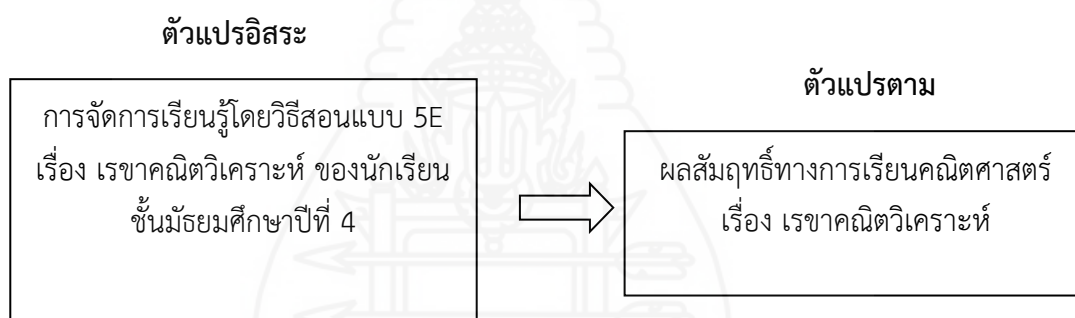 ตัวแปรอิสระ
การจัดการเรียนรู้โดยวิธีสอนแบบ 5E
เรื่อง เรขาคณิตวิเคราะห์ ของนักเรียน
ชั้นมัธยมศึกษาปีที่ 4
ตัวแปรตาม
ผลสัมฤทธิ์ทางการเรียนคณิตศาสตร์
เรื่อง เรขาคณิตวิเคราะห์